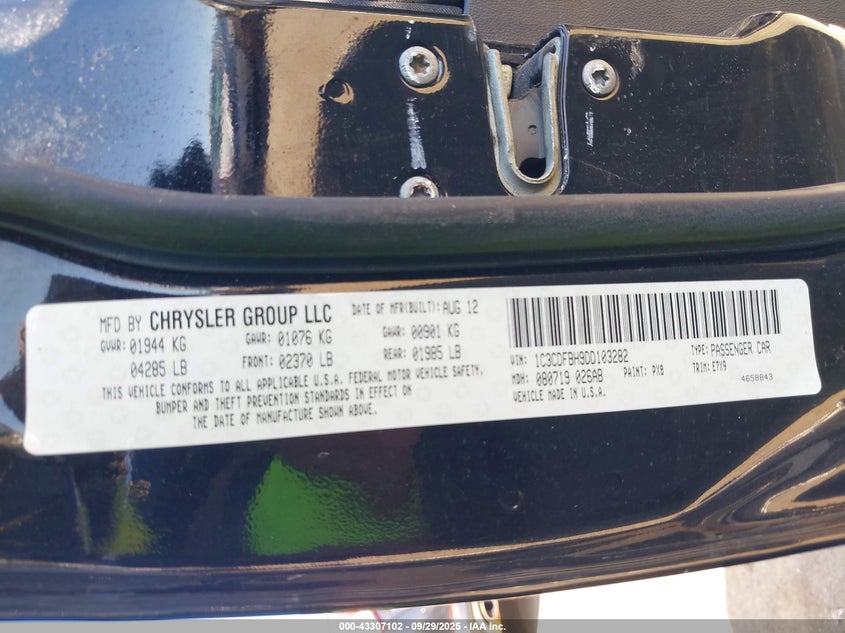 MFD BY CHRYSLER GROUP LLC
DATE OF MFR(BUILT): AUG 12
GVWR: 01944 KG
GAWR: 01076 KG
GAWR: 00901 KG
04285 LB
FRONT: 02370 LB
REAR: 01985 LB
THIS VEHICLE CONFORMS TO ALL APPLICABLE U.S.A. FEDERAL MOTOR VEHICLE SAFETY,
BUMPER AND THEFT PREVENTION STANDARDS IN EFFECT ON
THE DATE OF MANUFACTURE SHOWN ABOVE.
VIN: 1C3CDFBH9DD103282
TYPE: PASSENGER CAR
MDH: 080719 026AB
PAINT: PX8
TRIM: E7X9
VEHICLE MADE IN U.S.A.
4658843
000-43307102 - 09/29/2025 - IAA Inc.